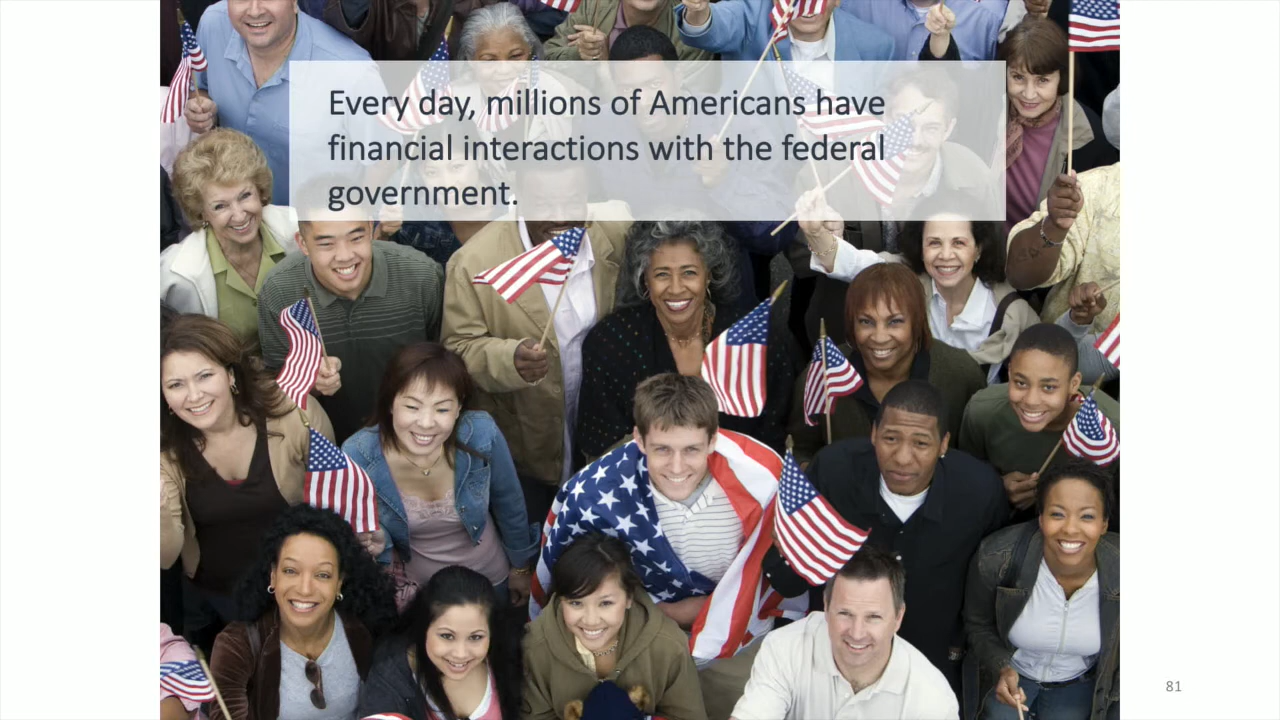 Every day, millions of Americans have
financial interactions with the federal
government.
81